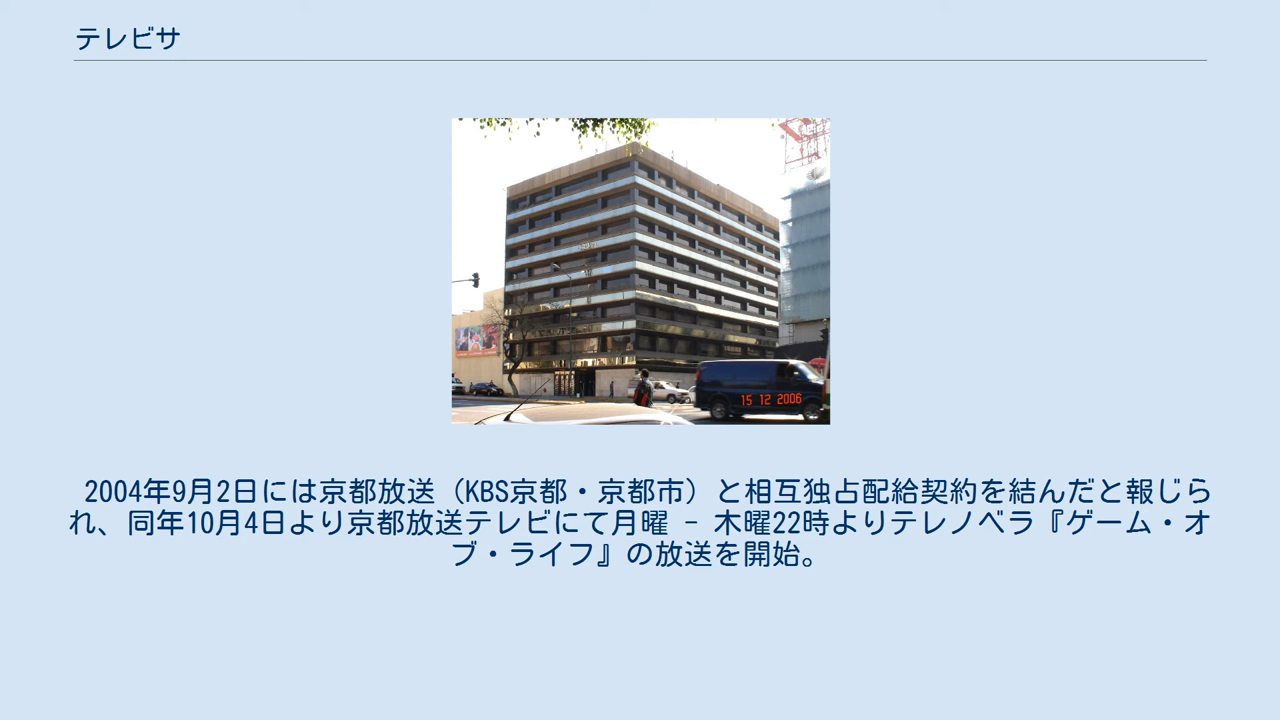 テレビサ
15 12 2006
2004年9月2日には京都放送（KBS京都・京都市）と相互独占配給契約を結んだと報じら
れ、同年10月4日より京都放送テレビにて月曜 - 木曜22時よりテレノベラ『ゲーム・オ
ブ・ライフ』の放送を開始。